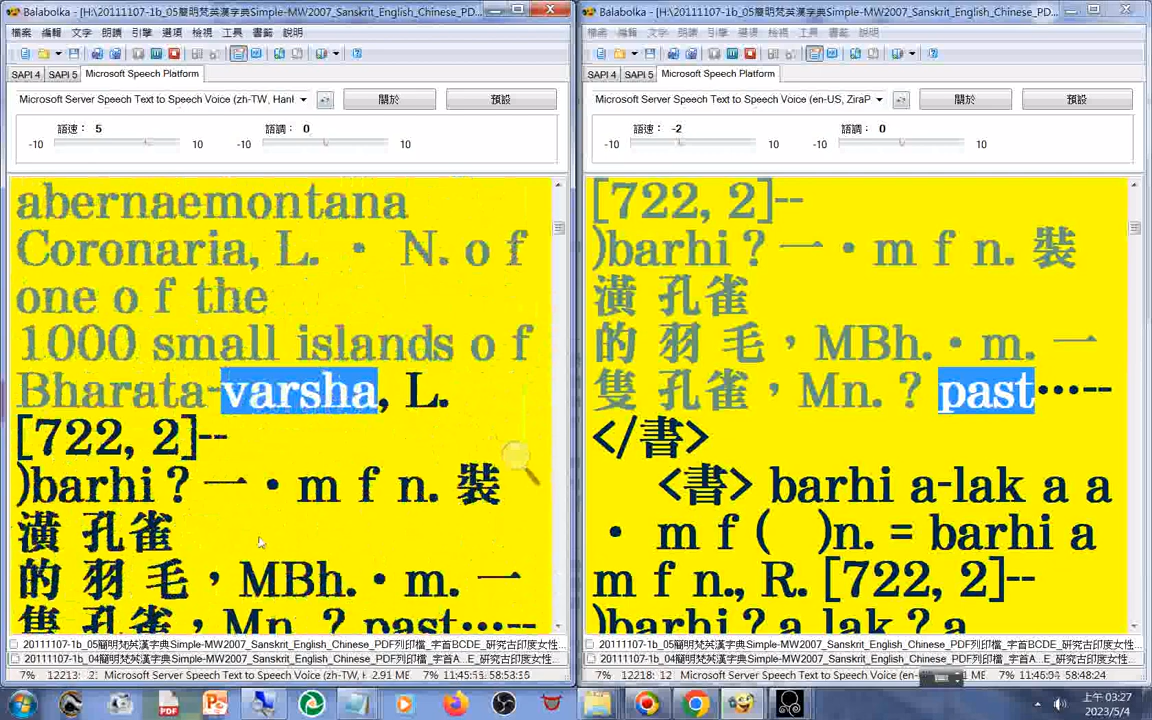 Balabolka - [H:\20111107-1b_05簡明梵英漢字典Simple-MW2007_Sanskrit_English_Chinese_PD...
檔案 編輯 文字 朗讀 引擎 選項 檢視 工具 書籤 說明
SAPI 4 SAPI 5 Microsoft Speech Platform
Microsoft Server Speech Text to Speech Voice (zh-TW, Hanl
關於 預設
語速： 5 語調： 0
-10 10 -10 10
abernaemontana
Coronaria, L. • N. o f
one o f the
1000 small islands o f
Bharata-varsha, L.
[722, 2]--
)barhi ? 一 • m f n. 裝
潢 孔雀
的 羽 毛，MBh. • m. 一
隻 孔雀，Mn. ? past…--
20111107-1b_05簡明梵英漢字典Simple-MW2007_Sanskrit_English_Chinese_PDF列印檔_字首BCDE_研究古印度女性...
20111107-1b_04簡明梵英漢字典Simple-MW2007_Sanskrit_English_Chinese_PDF列印檔_字首A...E_研究古印度女性...
7% Microsoft Server Speech Text to Speech Voice (zh-TW, 2.91 ME 7% 58:53:15
Balabolka - [H:\20111107-1b_05簡明梵英漢字典Simple-MW2007_Sanskrit_English_Chinese_PD...
檔案 編輯 文字 朗讀 引擎 選項 檢視 工具 書籤 說明
SAPI 4 SAPI 5 Microsoft Speech Platform
Microsoft Server Speech Text to Speech Voice (en-US, ZiraP
關於 預設
語速： -2 語調： 0
-10 10 -10 10
[722, 2]--
)barhi ? 一 • m f n. 裝
潢 孔雀
的 羽 毛，MBh. • m. 一
隻 孔雀，Mn. ? past…--
</書>
<書> barhi a-lak a a
• m f ( )n. = barhi a
m f n., R. [722, 2]--
)barhi ? a lak ? a
20111107-1b_05簡明梵英漢字典Simple-MW2007_Sanskrit_English_Chinese_PDF列印檔_字首BCDE_研究古印度女性...
20111107-1b_04簡明梵英漢字典Simple-MW2007_Sanskrit_English_Chinese_PDF列印檔_字首A...E_研究古印度女性...
7% Microsoft Server Speech Text to Speech Voice (en-US, 2.91 ME 7% 58:48:24
上午 03:27
2023/5/4